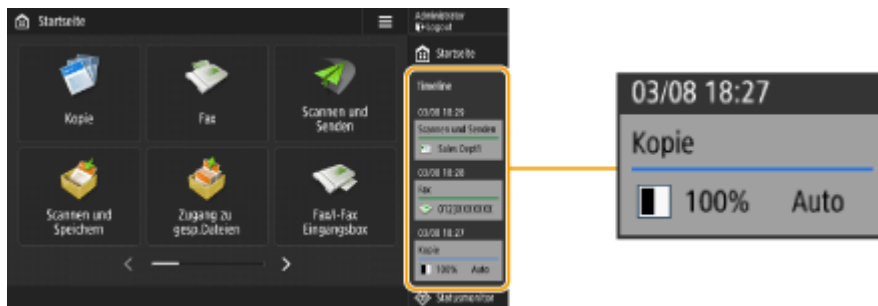 Startseite
Administrator
Logout
Startseite
Kopie
Fax
Scannen und
Senden
Scannen und
Speichern
Zugang zu
gesp.Dateien
Fax/I-Fax
Eingangsbox
Timeline
03/08 18:29
Scannen und Senden
Sales Dept1
03/08 18:28
Fax
03/08 18:27
Kopie
100% Auto
Statusmonitor
03/08 18:27
Kopie
100% Auto